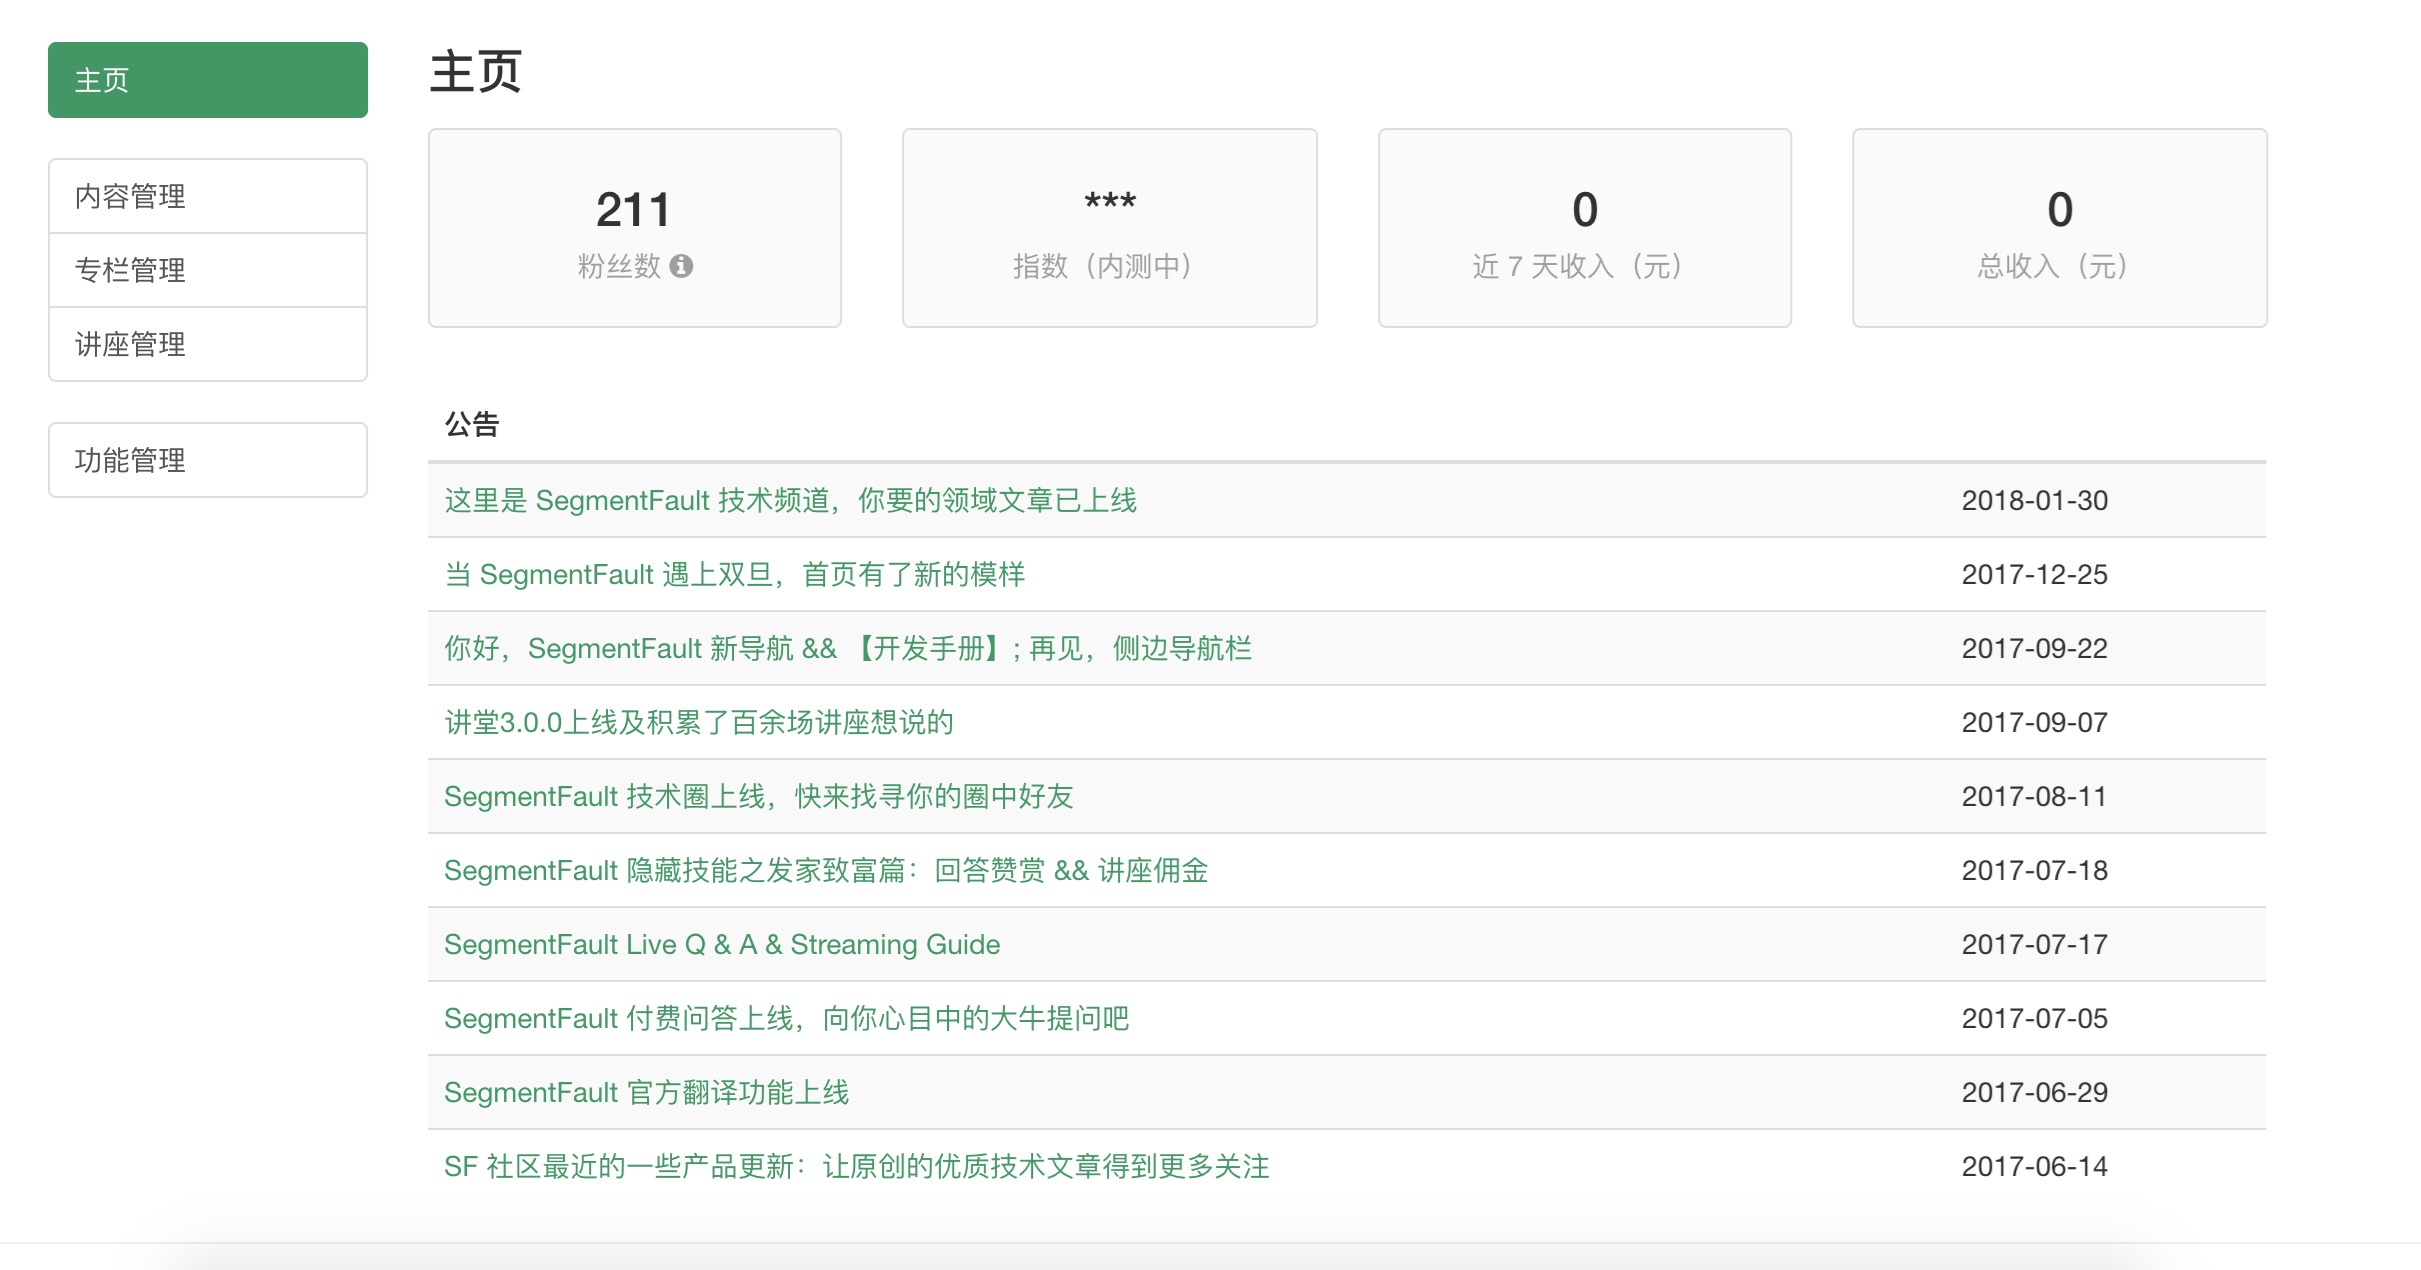 主页
内容管理
专栏管理
讲座管理
功能管理
主页
211
粉丝数
***
指数（内测中）
0
近 7 天收入（元）
0
总收入（元）
公告
这里是 SegmentFault 技术频道，你要的领域文章已上线 2018-01-30
当 SegmentFault 遇上双旦，首页有了新的模样 2017-12-25
你好，SegmentFault 新导航 && 【开发手册】; 再见，侧边导航栏 2017-09-22
讲堂3.0.0上线及积累了百余场讲座想说的 2017-09-07
SegmentFault 技术圈上线，快来找寻你的圈中好友 2017-08-11
SegmentFault 隐藏技能之发家致富篇：回答赞赏 && 讲座佣金 2017-07-18
SegmentFault Live Q & A & Streaming Guide 2017-07-17
SegmentFault 付费问答上线，向你心目中的大牛提问吧 2017-07-05
SegmentFault 官方翻译功能上线 2017-06-29
SF 社区最近的一些产品更新：让原创的优质技术文章得到更多关注 2017-06-14